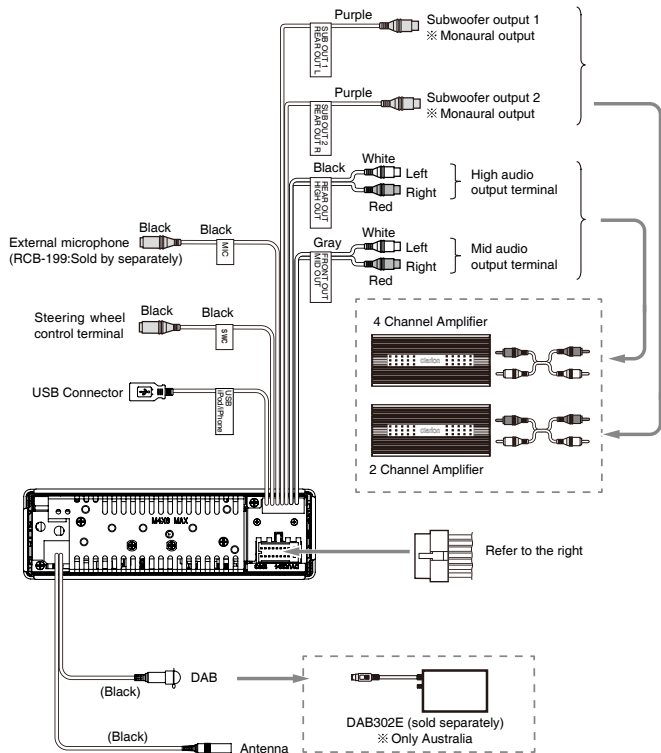 Purple
Subwoofer output 1
※ Monaural output
SUB OUT 1
REAR OUT L
Purple
Subwoofer output 2
※ Monaural output
SUB OUT 2
REAR OUT R
Black
White
Left
Right
Red
High audio
output terminal
REAR OUT
HIGH OUT
Gray
White
Left
Right
Red
Mid audio
output terminal
FRONT OUT
MID OUT
Black
Black
External microphone
(RCB-199:Sold by separately)
MIC
Black
Black
Steering wheel
control terminal
SWC
USB Connector
USB
iPod/iPhone
4 Channel Amplifier
clarion
clarion
2 Channel Amplifier
M4X8 MAX
Refer to the right
(Black)
DAB
DAB302E (sold separately)
※ Only Australia
(Black)
Antenna